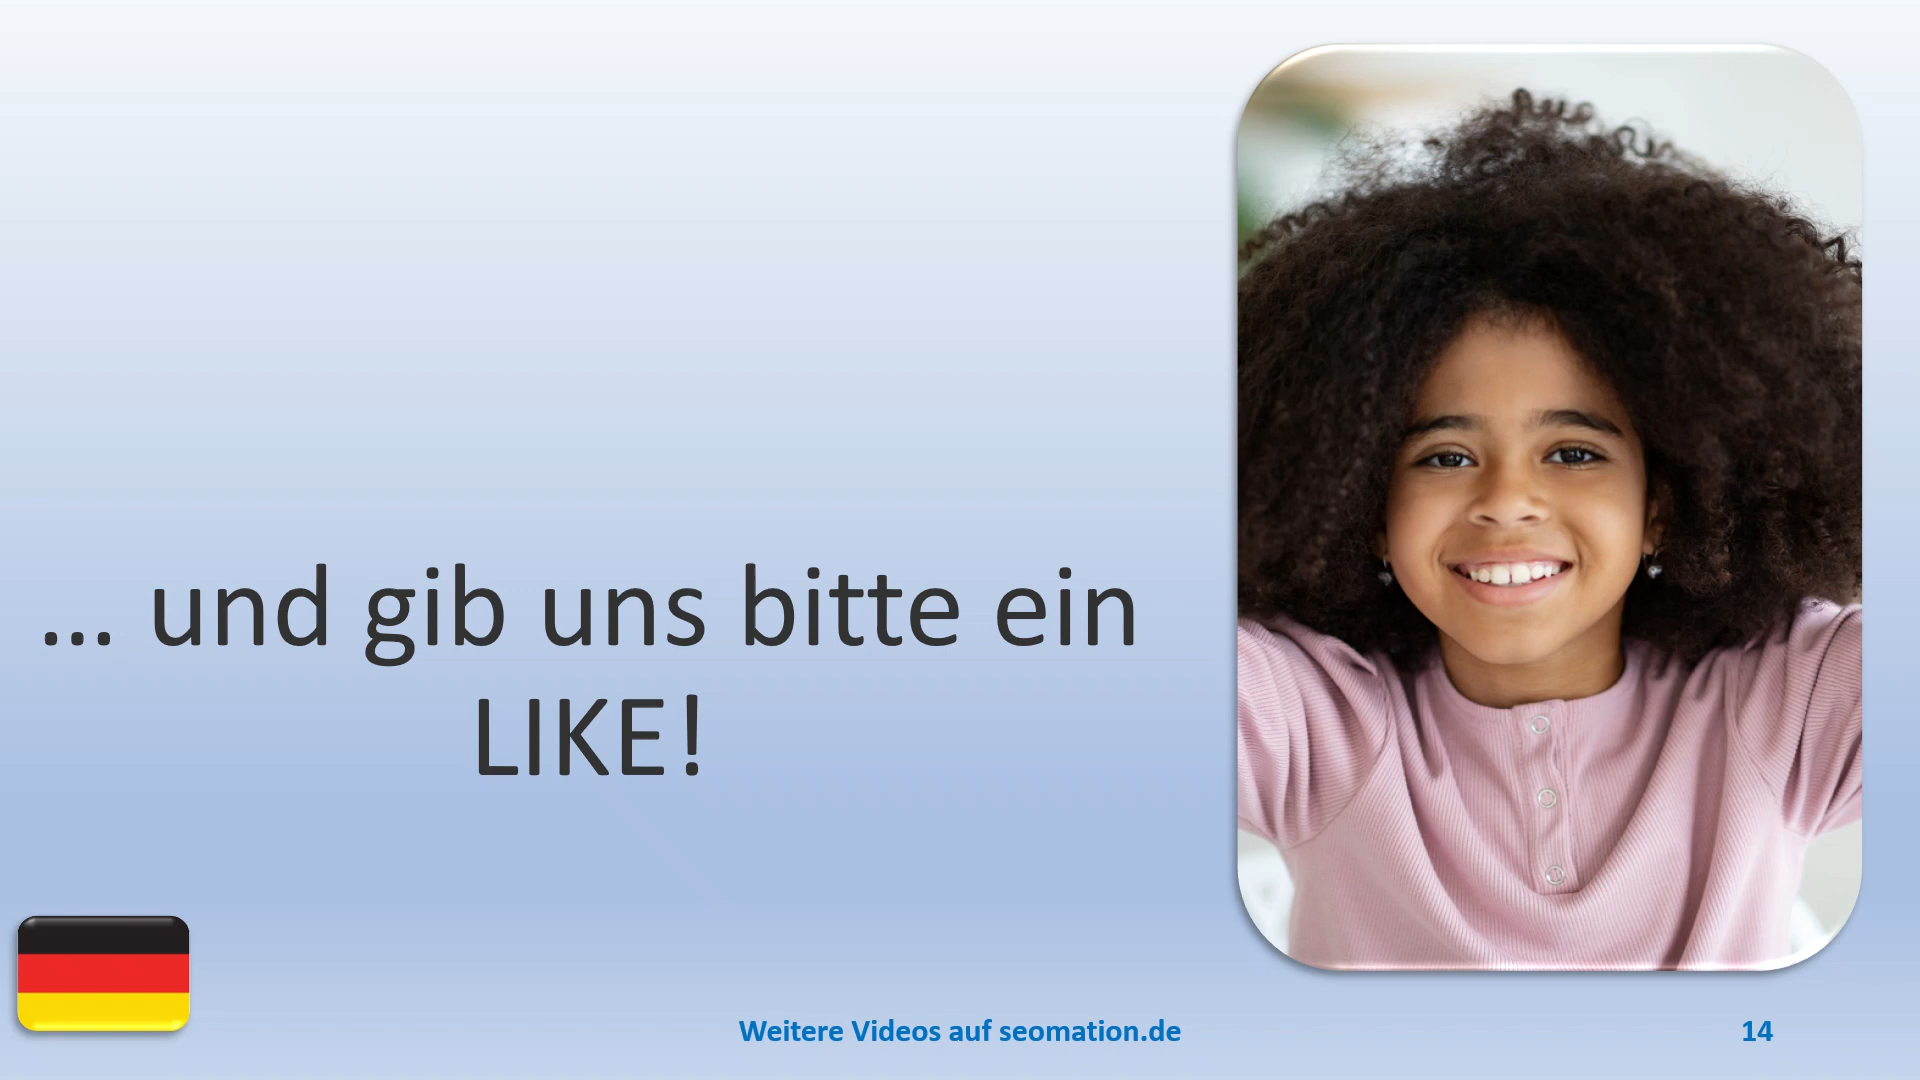 ... und gib uns bitte ein
LIKE!
Weitere Videos auf seomation.de
14